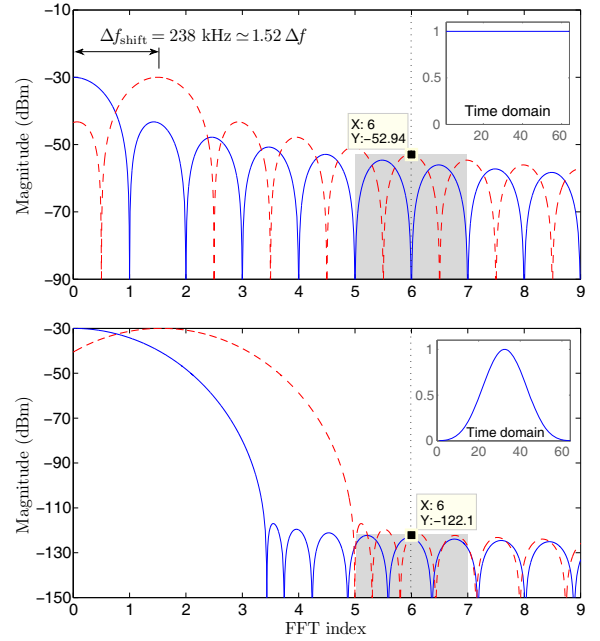 Δf_shift = 238 kHz ≃ 1.52 Δf
Magnitude (dBm)
−10
−30
−50
−70
−90
0 1 2 3 4 5 6 7 8 9
X: 6
Y:−52.94
1
0.5
0
20 40 60
Time domain
Magnitude (dBm)
−30
−50
−70
−90
−110
−130
−150
0 1 2 3 4 5 6 7 8 9
FFT index
X: 6
Y:−122.1
1
0.5
0
0 20 40 60
Time domain